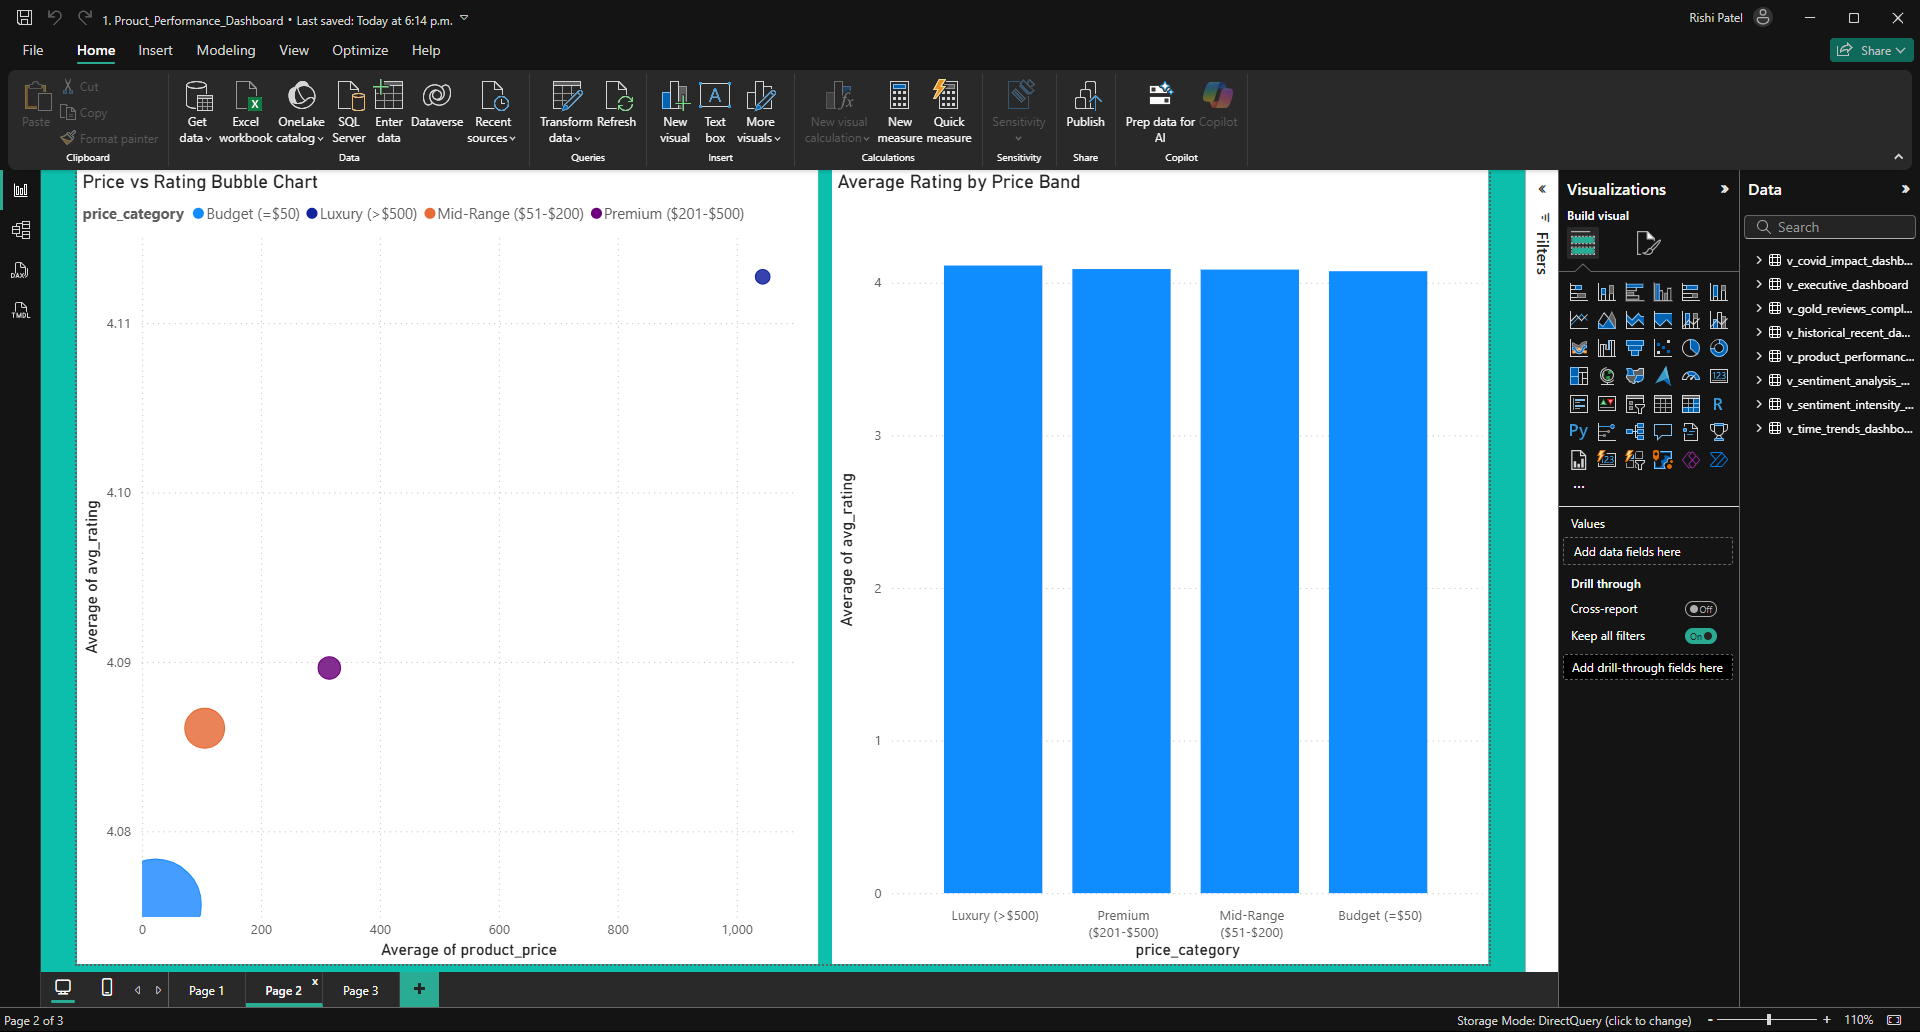 1. Prouct_Performance_Dashboard • Last saved: Today at 6:14 p.m.
Rishi Patel
File Home Insert Modeling View Optimize Help
Share
Paste
Cut
Copy
Format painter
Clipboard
Get data
Excel workbook
OneLake catalog
SQL Server
Enter data
Dataverse
Recent sources
Data
Transform data
Refresh
Queries
New visual
Text box
More visuals
Insert
New visual calculation
New measure
Quick measure
Calculations
Sensitivity
Sensitivity
Publish
Share
Prep data for AI
Copilot
Copilot
DAX
TMDL
Price vs Rating Bubble Chart
price_category Budget (=$50) Luxury (>$500) Mid-Range ($51-$200) Premium ($201-$500)
4.11
4.10
4.09
4.08
Average of avg_rating
0 200 400 600 800 1,000
Average of product_price
Average Rating by Price Band
4
3
2
1
0
Average of avg_rating
Luxury (>$500)
Premium ($201-$500)
Mid-Range ($51-$200)
Budget (=$50)
price_category
Filters
Visualizations
Build visual
123
R
Py
123
...
Values
Add data fields here
Drill through
Cross-report Off
Keep all filters On
Add drill-through fields here
Data
Search
v_covid_impact_dashb...
v_executive_dashboard
v_gold_reviews_compl...
v_historical_recent_da...
v_product_performanc...
v_sentiment_analysis_...
v_sentiment_intensity_...
v_time_trends_dashbo...
Page 1
Page 2 x
Page 3
+
Page 2 of 3
Storage Mode: DirectQuery (click to change)
- + 110%